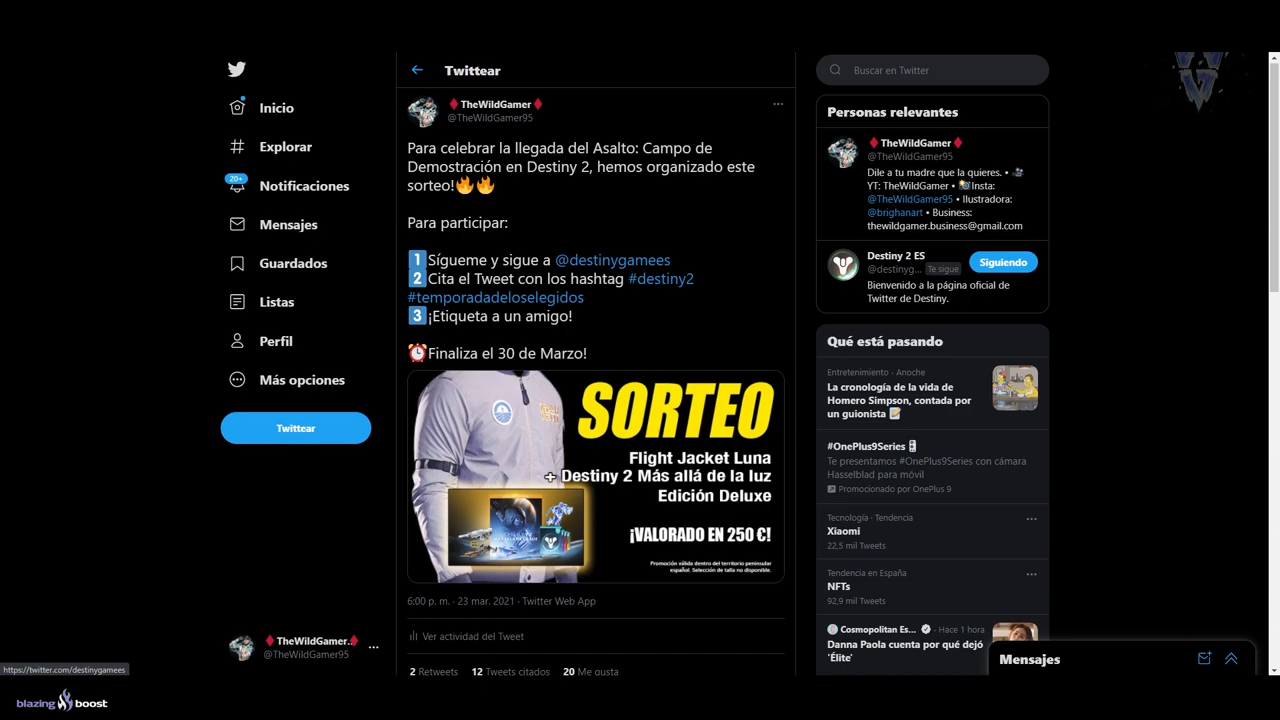 Inicio
Explorar
20+
Notificaciones
Mensajes
Guardados
Listas
Perfil
Más opciones
Twittear
♦TheWildGamer.♦
@TheWildGamer95
https://twitter.com/destinygamees
blazing boost
Twittear
♦TheWildGamer♦
@TheWildGamer95
Para celebrar la llegada del Asalto: Campo de
Demostración en Destiny 2, hemos organizado este
sorteo!🔥🔥
Para participar:
1️⃣Sígueme y sigue a @destinygamees
2️⃣Cita el Tweet con los hashtag #destiny2
#temporadadeloselegidos
3️⃣¡Etiqueta a un amigo!
⏰Finaliza el 30 de Marzo!
SORTEO
Flight Jacket Luna
+ Destiny 2 Más allá de la luz
Edición Deluxe
¡VALORADO EN 250 €!
Promoción válida dentro del territorio peninsular
español. Selección de talla no disponible.
6:00 p. m. · 23 mar. 2021 · Twitter Web App
Ver actividad del Tweet
2 Retweets 12 Tweets citados 20 Me gusta
Buscar en Twitter
Personas relevantes
♦TheWildGamer♦
@TheWildGamer95
Dile a tu madre que la quieres. • 🎥
YT: TheWildGamer • 📸Insta:
@TheWildGamer95 • Ilustradora:
@brighanart • Business:
thewildgamer.business@gmail.com
Destiny 2 ES
@destinyg... Te sigue
Siguiendo
Bienvenido a la página oficial de
Twitter de Destiny.
Qué está pasando
Entretenimiento · Anoche
La cronología de la vida de
Homero Simpson, contada por
un guionista 📝
#OnePlus9Series
Te presentamos #OnePlus9Series con cámara
Hasselblad para móvil
Promocionado por OnePlus 9
Tecnología · Tendencia
Xiaomi
22,5 mil Tweets
Tendencia en España
NFTs
92,9 mil Tweets
Cosmopolitan Es... · Hace 1 hora
Danna Paola cuenta por qué dejó
'Élite'
Mensajes